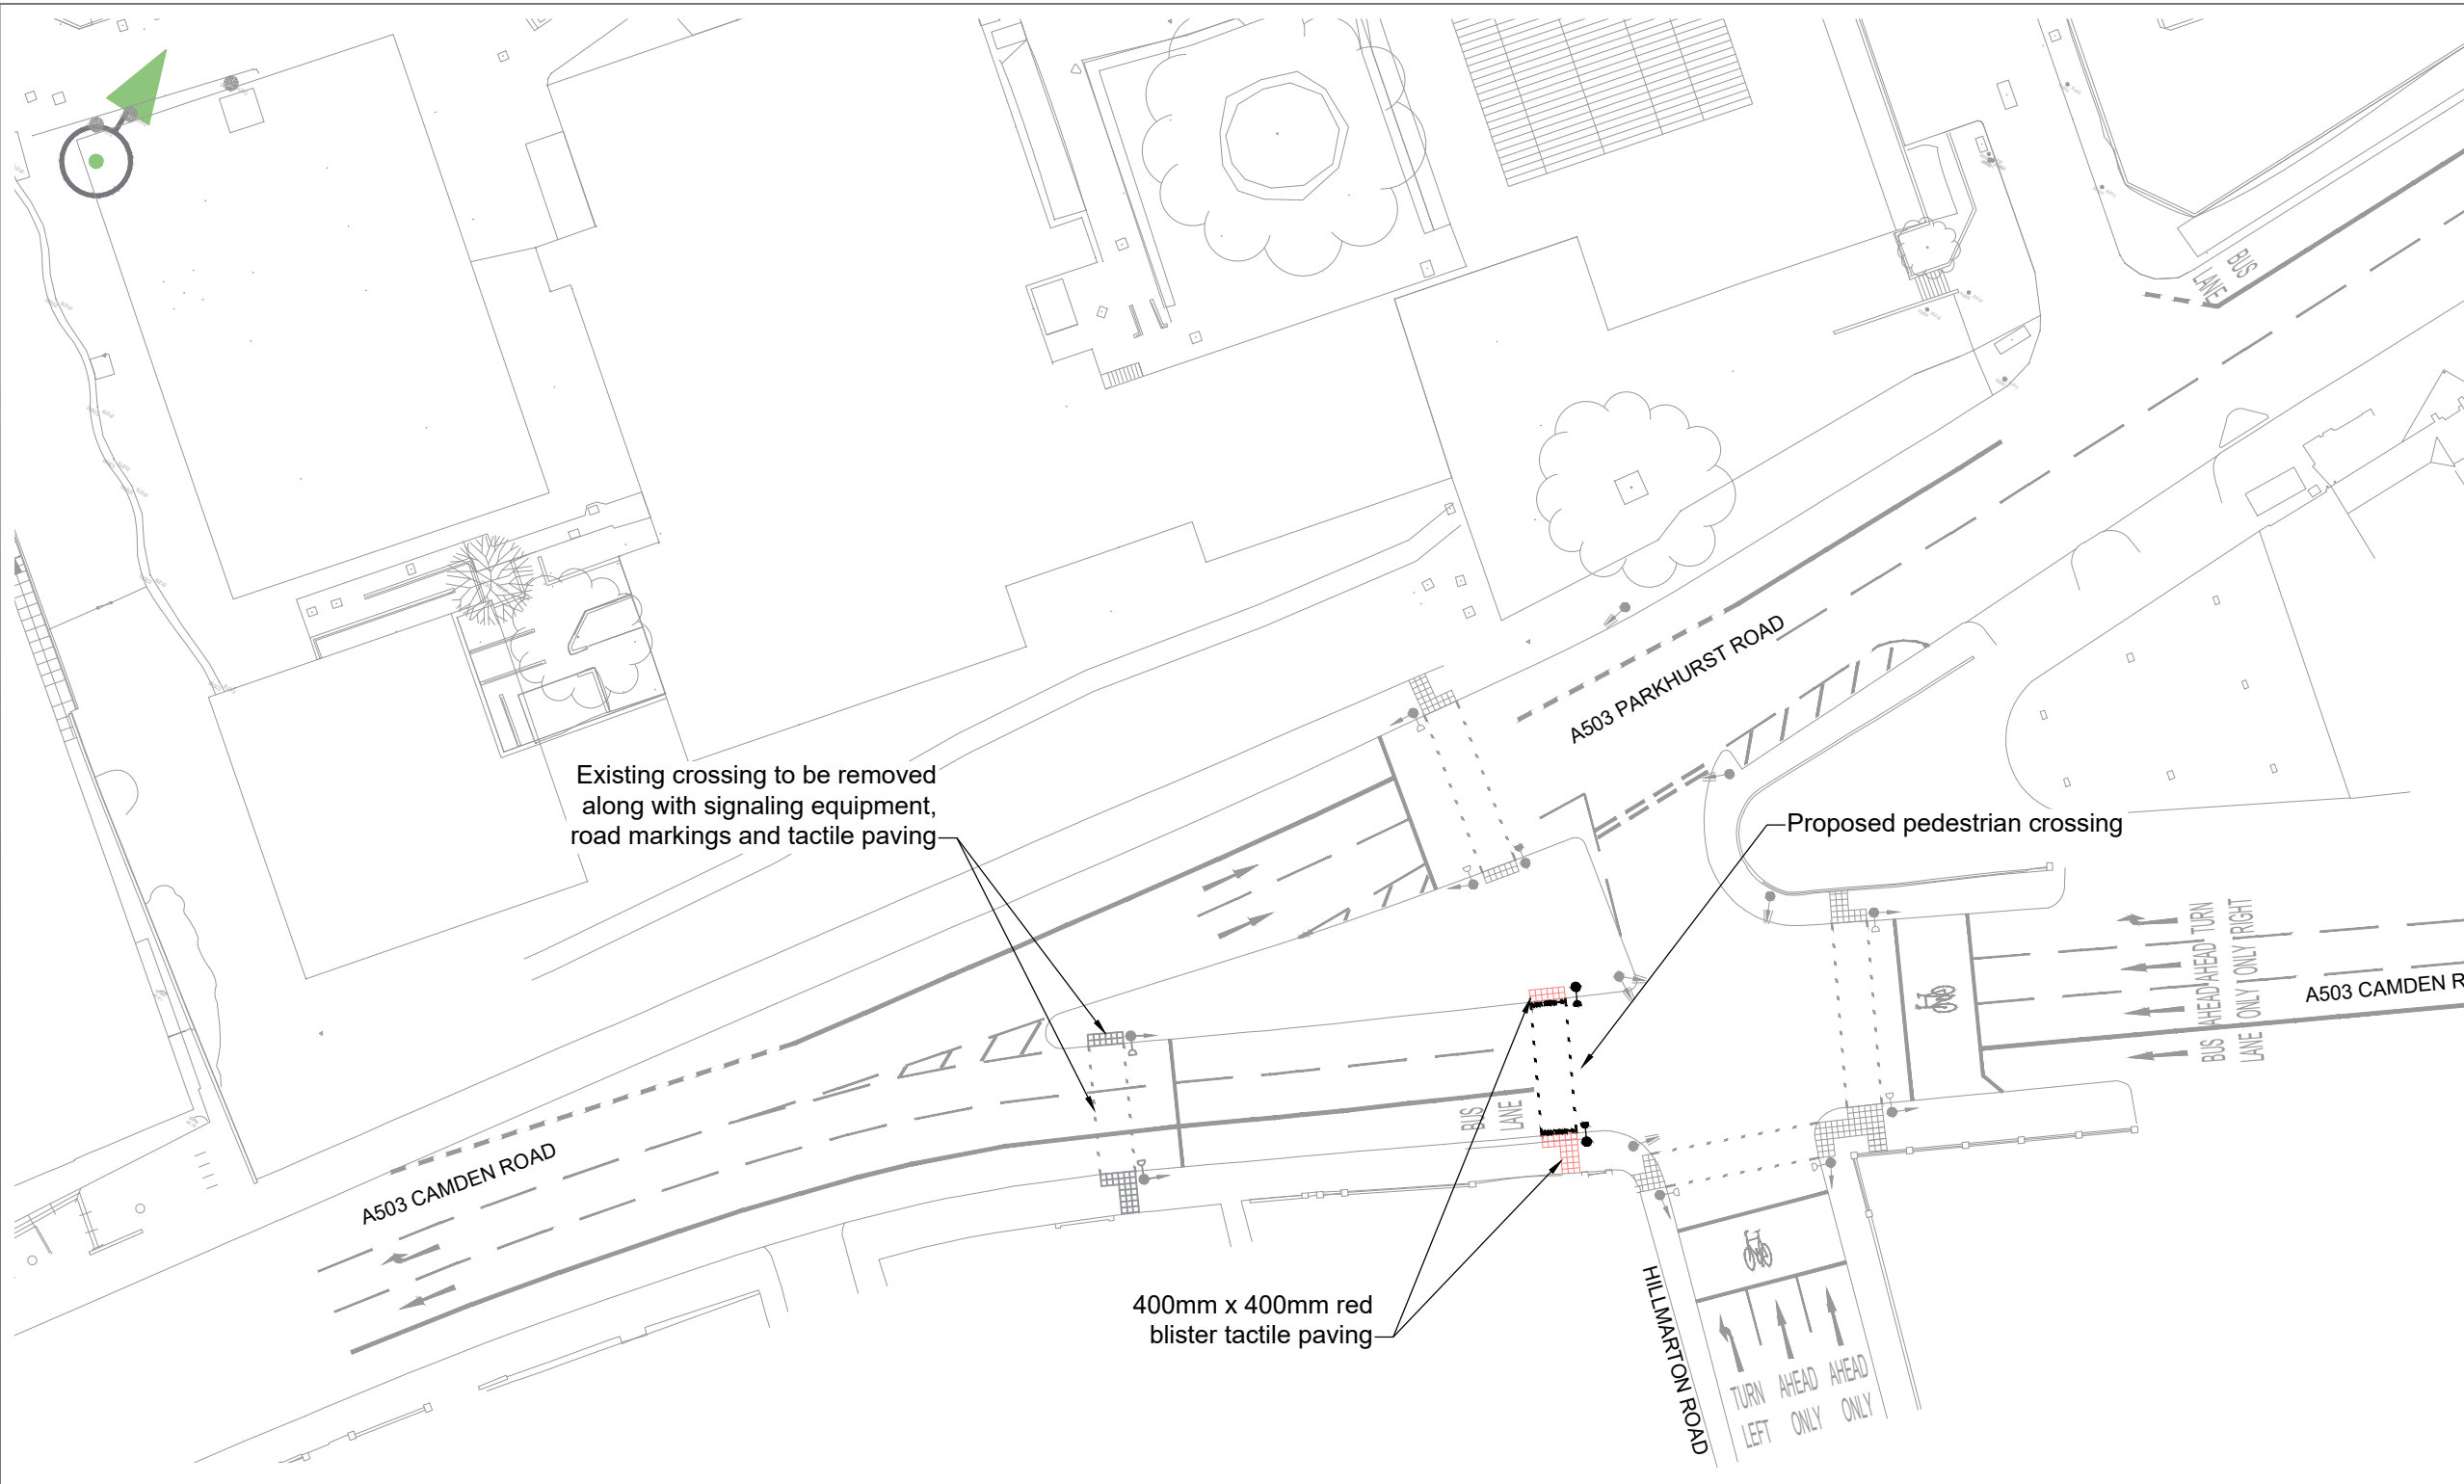 BUS
LANE
A503 PARKHURST ROAD
Existing crossing to be removed
along with signaling equipment,
road markings and tactile paving
Proposed pedestrian crossing
BUS AHEAD AHEAD TURN
LANE ONLY ONLY RIGHT
A503 CAMDEN R
BUS
LANE
A503 CAMDEN ROAD
400mm x 400mm red
blister tactile paving
HILLMARTON ROAD
TURN AHEAD AHEAD
LEFT ONLY ONLY